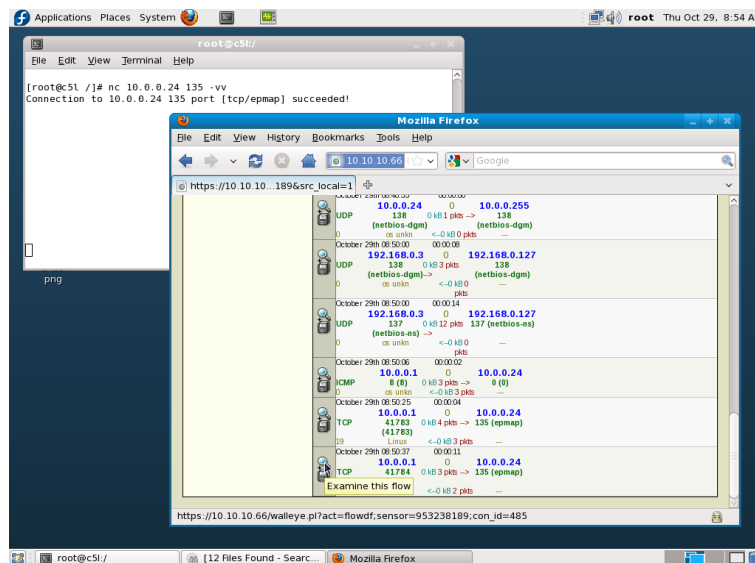 Applications Places System
root Thu Oct 29, 8:54 A
root@c5l:/
File Edit View Terminal Help
[root@c5l /]# nc 10.0.0.24 135 -vv
Connection to 10.0.0.24 135 port [tcp/epmap] succeeded!
png
Mozilla Firefox
File Edit View History Bookmarks Tools Help
10.10.10.66
Google
https://10.10.10...189&src_local=1
October 29th 08:48:35 00:00:00
10.0.0.24 0 10.0.0.255
UDP 138 0 kB 1 pkts --> 138
(netbios-dgm) (netbios-dgm)
0 os unkn <--0 kB 0 pkts ---
October 29th 08:50:00 00:00:08
192.168.0.3 0 192.168.0.127
UDP 138 0 kB 3 pkts 138
(netbios-dgm)--> (netbios-dgm)
0 os unkn <--0 kB 0 ---
pkts
October 29th 08:50:00 00:00:14
192.168.0.3 0 192.168.0.127
UDP 137 0 kB 12 pkts 137 (netbios-ns)
(netbios-ns) -->
0 os unkn <--0 kB 0 ---
pkts
October 29th 08:50:06 00:00:02
10.0.0.1 0 10.0.0.24
ICMP 8 (8) 0 kB 3 pkts --> 0 (0)
0 os unkn <--0 kB 3 pkts ---
October 29th 08:50:25 00:00:04
10.0.0.1 0 10.0.0.24
TCP 41783 0 kB 4 pkts --> 135 (epmap)
(41783)
19 Linux <--0 kB 3 pkts ---
October 29th 08:50:37 00:00:11
10.0.0.1 0 10.0.0.24
TCP 41784 0 kB 3 pkts --> 135 (epmap)
Examine this flow
<--0 kB 2 pkts ---
https://10.10.10.66/walleye.pl?act=flowdf;sensor=953238189;con_id=485
root@c5l:/
[12 Files Found - Searc...
Mozilla Firefox